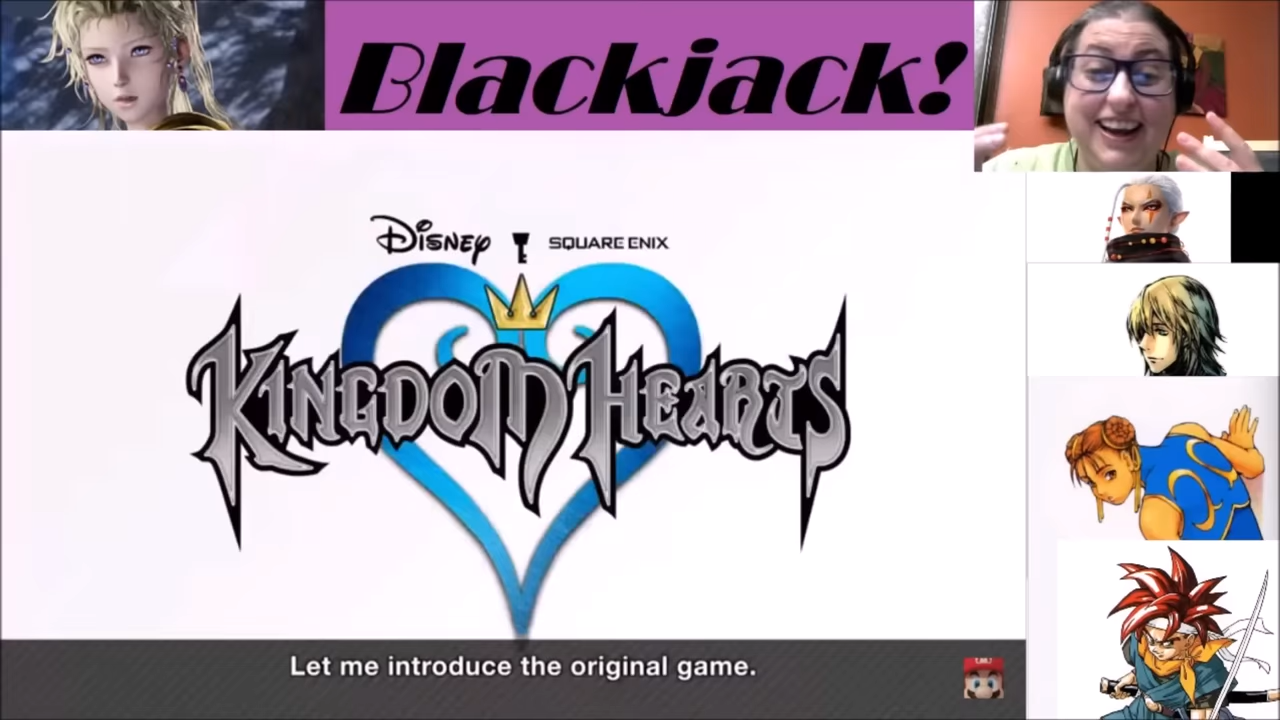 Blackjack!
Disney SQUARE ENIX
KINGDOM HEARTS
Let me introduce the original game.